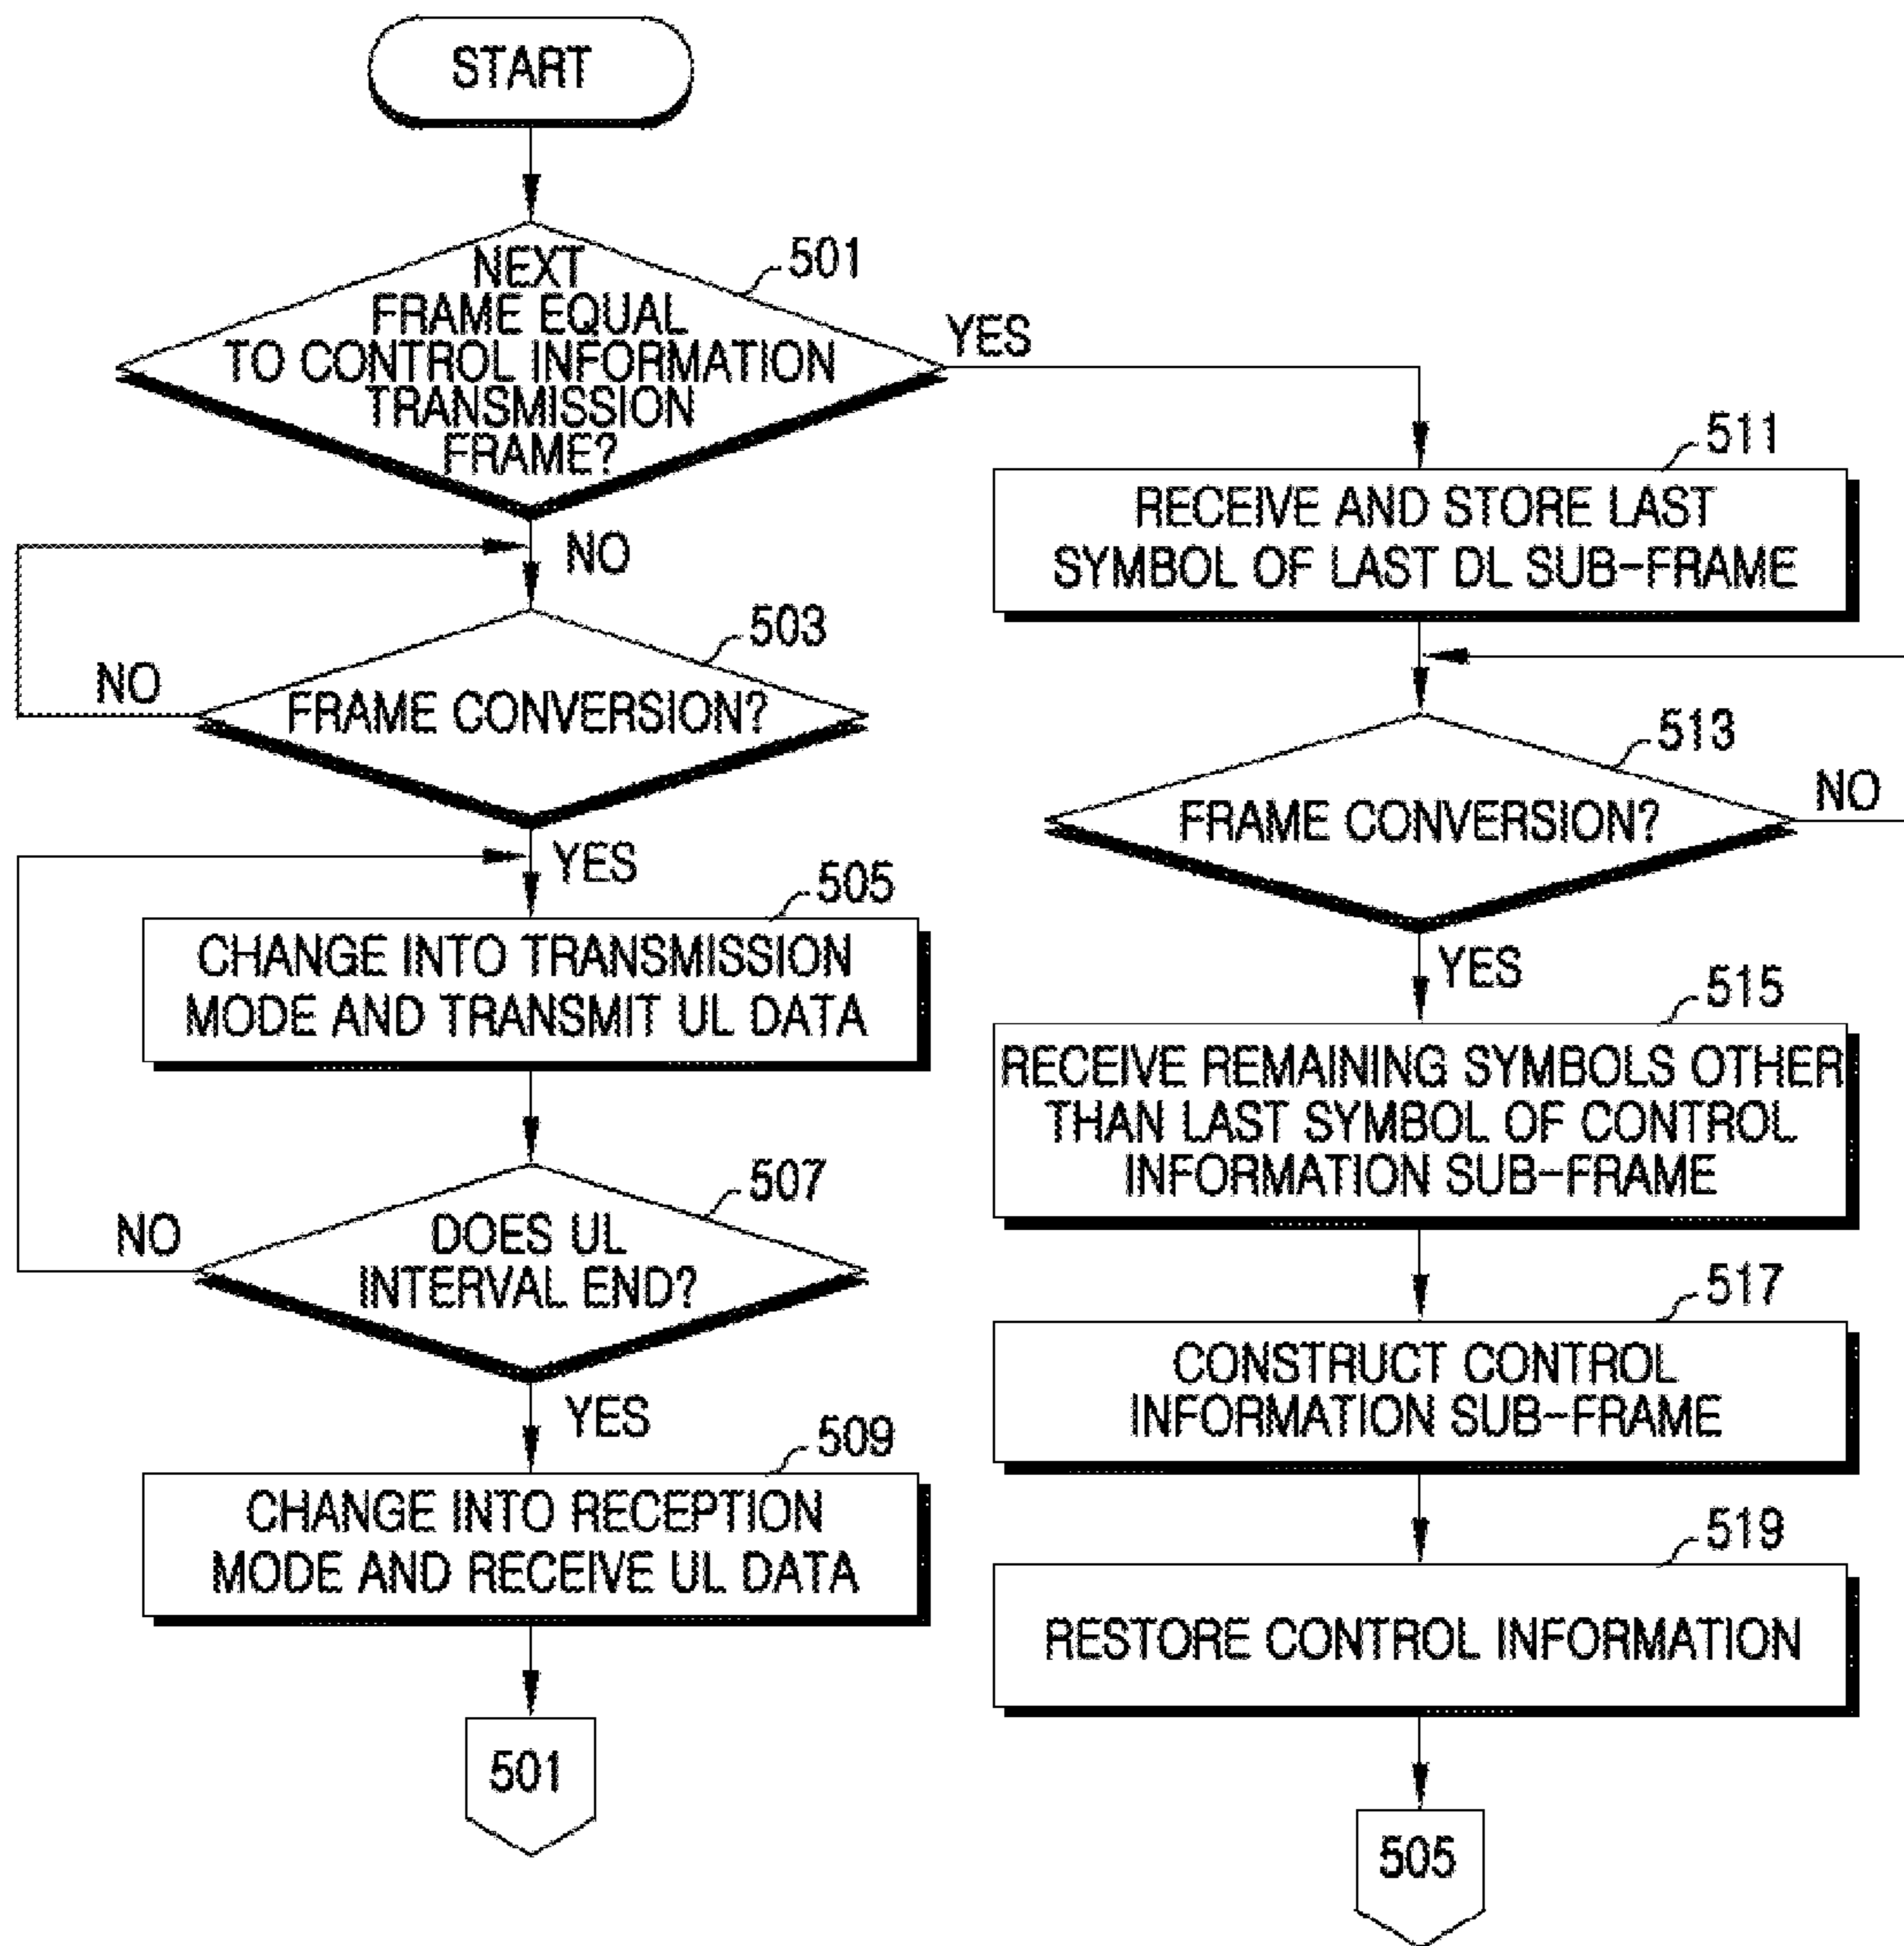 START
501
NEXT
FRAME EQUAL
TO CONTROL INFORMATION
TRANSMISSION
FRAME?
YES
NO
503
FRAME CONVERSION?
NO
YES
505
CHANGE INTO TRANSMISSION
MODE AND TRANSMIT UL DATA
507
DOES UL
INTERVAL END?
NO
YES
509
CHANGE INTO RECEPTION
MODE AND RECEIVE UL DATA
501
511
RECEIVE AND STORE LAST
SYMBOL OF LAST DL SUB-FRAME
513
FRAME CONVERSION?
NO
YES
515
RECEIVE REMAINING SYMBOLS OTHER
THAN LAST SYMBOL OF CONTROL
INFORMATION SUB-FRAME
517
CONSTRUCT CONTROL
INFORMATION SUB-FRAME
519
RESTORE CONTROL INFORMATION
505